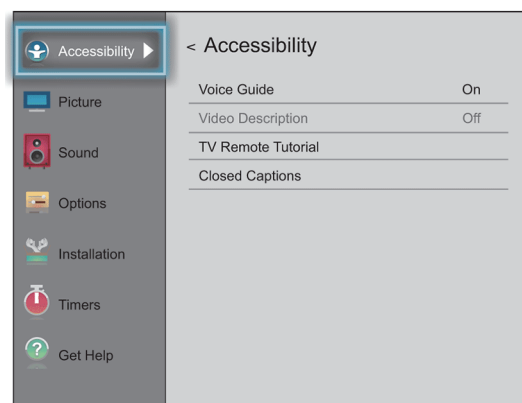 Accessibility
Picture
Sound
Options
Installation
Timers
? Get Help
< Accessibility
Voice Guide On
Video Description Off
TV Remote Tutorial
Closed Captions